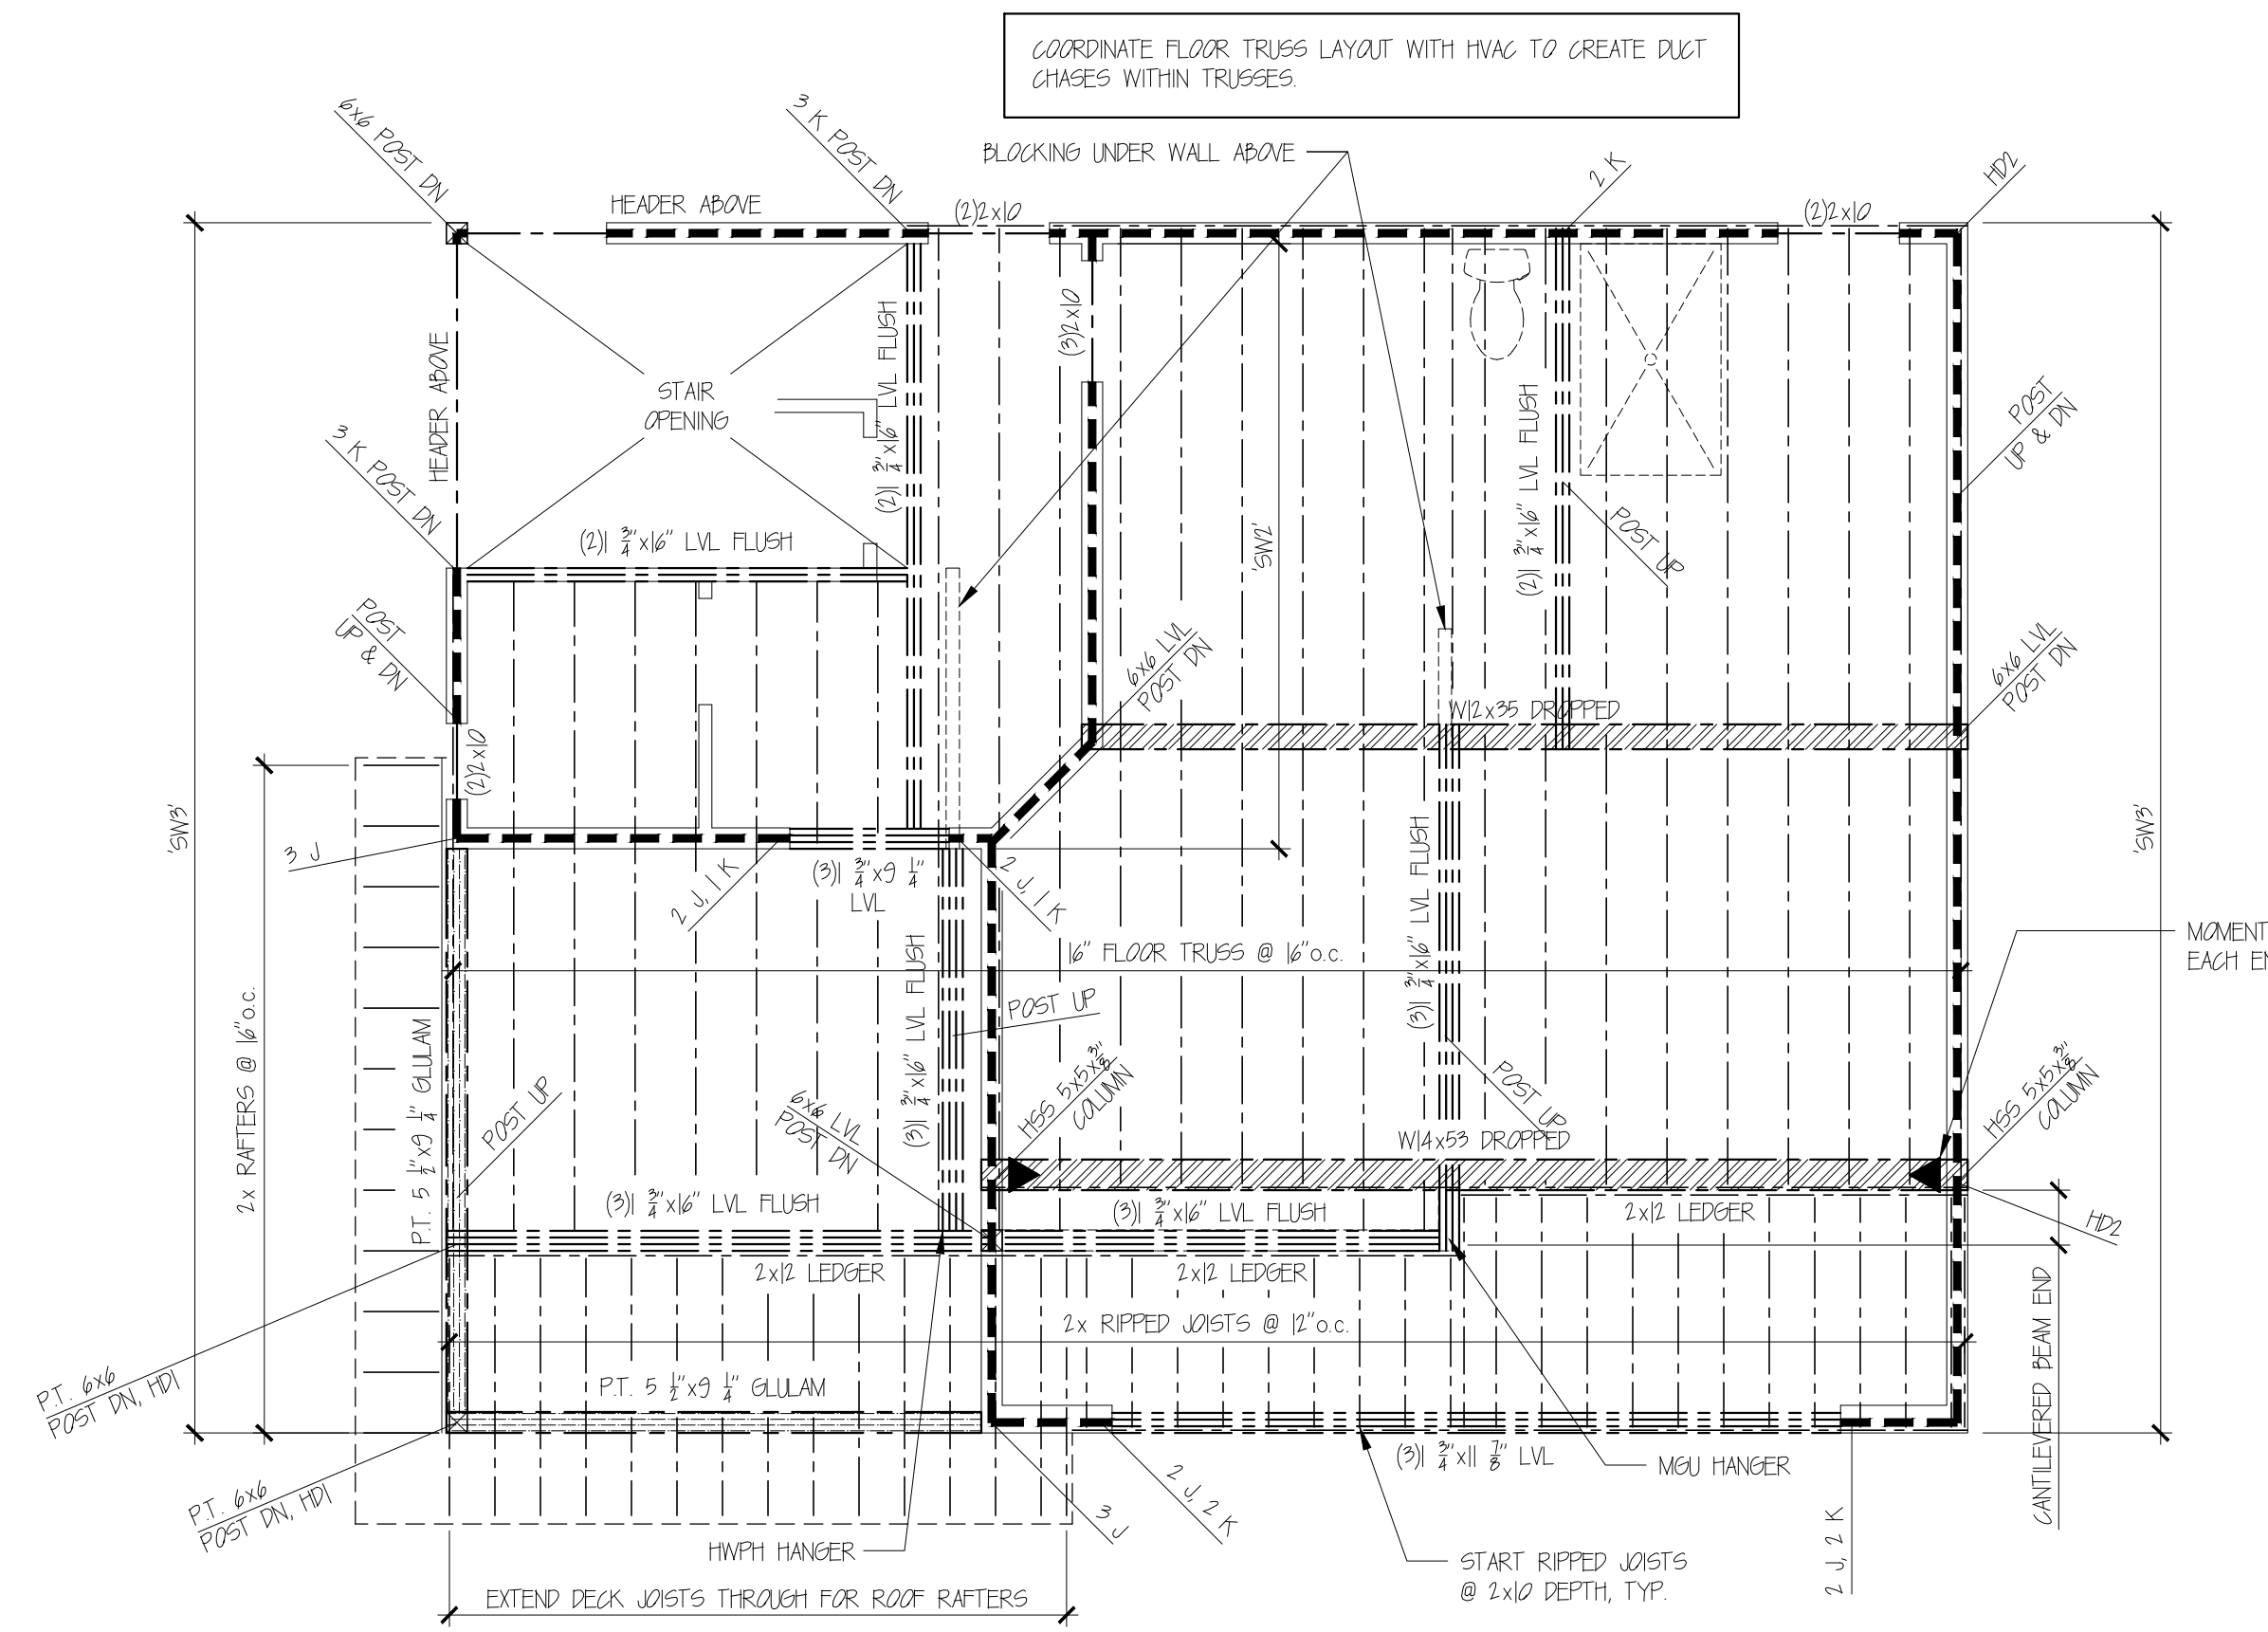 COORDINATE FLOOR TRUSS LAYOUT WITH HVAC TO CREATE DUCT
CHASES WITHIN TRUSSES.
6x6 POST DN
3 K POST DN
BLOCKING UNDER WALL ABOVE
2 K
HD2
HEADER ABOVE
(2)2x10
(2)2x10
HEADER ABOVE
STAIR
OPENING
(2)1 3/4"x16" LVL FLUSH
(3)2x10
(2)1 3/4"x16" LVL FLUSH
POST
UP & DN
3 K POST DN
(2)1 3/4"x16" LVL FLUSH
'SW2'
POST UP
POST
UP & DN
6x6 LVL
POST DN
6x6 LVL
POST DN
W12x35 DROPPED
(2)2x10
'SW3'
'SW3'
3 J
2 J, 1 K
(3)1 3/4"x9 1/4"
LVL
2 J, 1 K
(3)1 3/4"x16" LVL FLUSH
16" FLOOR TRUSS @ 16"o.c.
MOMENT
EACH EN
2x RAFTERS @ 16"o.c.
P.T. 5 1/2"x9 1/4" GLULAM
POST UP
(3)1 3/4"x16" LVL FLUSH
POST UP
6x6 LVL
POST DN
HSS 5x5x3/8"
COLUMN
POST UP
HSS 5x5x3/8"
COLUMN
W14x53 DROPPED
(3)1 3/4"x16" LVL FLUSH
(3)1 3/4"x16" LVL FLUSH
2x12 LEDGER
HD2
2x12 LEDGER
2x12 LEDGER
2x RIPPED JOISTS @ 12"o.c.
CANTILEVERED BEAM END
P.T. 6x6
POST DN, HD1
P.T. 5 1/2"x9 1/4" GLULAM
(3)1 3/4"x11 7/8" LVL
MGU HANGER
P.T. 6x6
POST DN, HD1
3 J
2 J, 2 K
2 J, 2 K
HWPH HANGER
START RIPPED JOISTS
@ 2x10 DEPTH, TYP.
EXTEND DECK JOISTS THROUGH FOR ROOF RAFTERS